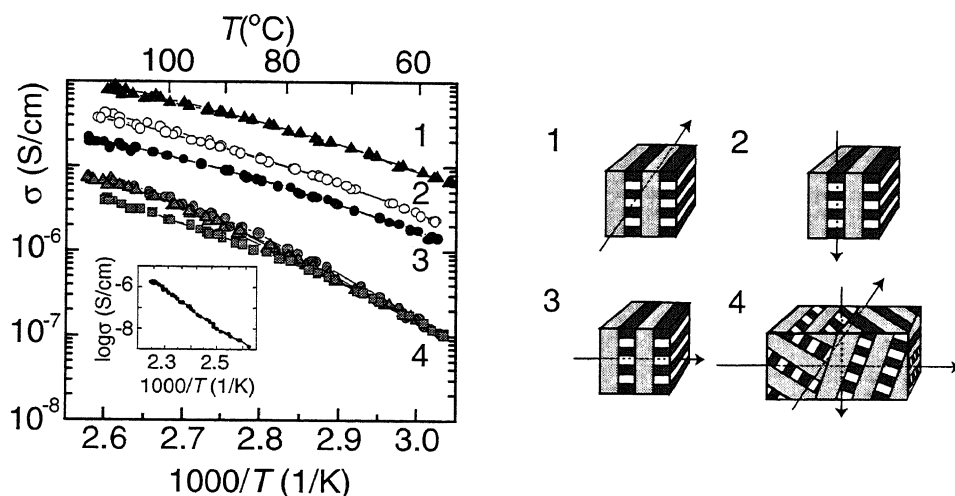 T(°C)
100 80 60
σ (S/cm)
10-6
10-7
10-8
1
2
3
4
logσ (S/cm)
-6
-8
2.3 2.5
1000/T (1/K)
2.6 2.7 2.8 2.9 3.0
1000/T (1/K)
1 2
3 4